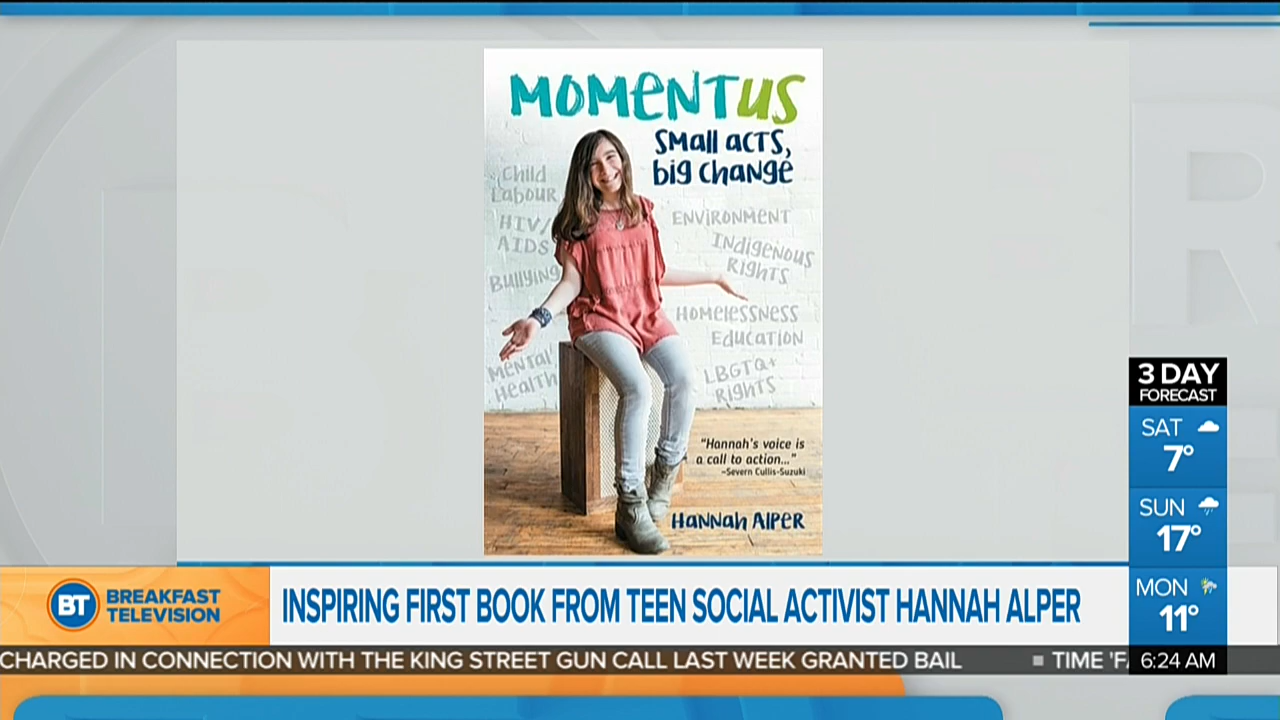 MOMENTUS
Small acts,
big change
Child
Labour
HIV/
AIDS
Bullying
Mental
Health
Environment
Indigenous
Rights
Homelessness
Education
LBGTQ+
Rights
"Hannah's voice is
a call to action..."
~Severn Cullis-Suzuki
Hannah Alper
3 DAY
FORECAST
SAT
7°
SUN
17°
MON
11°
BT BREAKFAST
TELEVISION
INSPIRING FIRST BOOK FROM TEEN SOCIAL ACTIVIST HANNAH ALPER
CHARGED IN CONNECTION WITH THE KING STREET GUN CALL LAST WEEK GRANTED BAIL ■ TIME 'F
6:24 AM